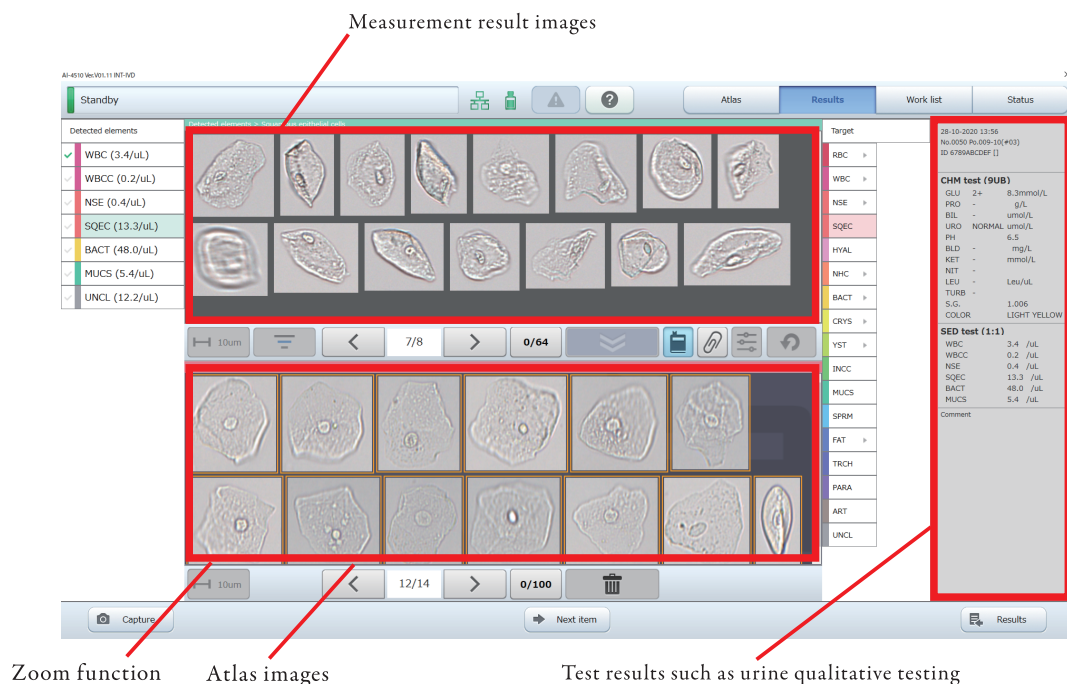 Measurement result images
AI-4510 Ver.V01.11 INT-IVD
Standby
?
Atlas
Results
Work list
Status
Detected elements
WBC (3.4/uL)
WBCC (0.2/uL)
NSE (0.4/uL)
SQEC (13.3/uL)
BACT (48.0/uL)
MUCS (5.4/uL)
UNCL (12.2/uL)
Detected elements > Squamous epithelial cells
10um
7/8
0/64
10um
12/14
0/100
Target
RBC
WBC
NSE
SQEC
HYAL
NHC
BACT
CRYS
YST
INCC
MUCS
SPRM
FAT
TRCH
PARA
ART
UNCL
28-10-2020 13:56
No.0050 Po.009-10(#03)
ID 6789ABCDEF []
CHM test (9UB)
GLU 2+ 8.3mmol/L
PRO - g/L
BIL - umol/L
URO NORMAL umol/L
PH 6.5
BLD - mg/L
KET - mmol/L
NIT -
LEU - Leu/uL
TURB -
S.G. 1.006
COLOR LIGHT YELLOW
SED test (1:1)
WBC 3.4 /uL
WBCC 0.2 /uL
NSE 0.4 /uL
SQEC 13.3 /uL
BACT 48.0 /uL
MUCS 5.4 /uL
Comment
Capture
Next item
Results
Zoom function
Atlas images
Test results such as urine qualitative testing